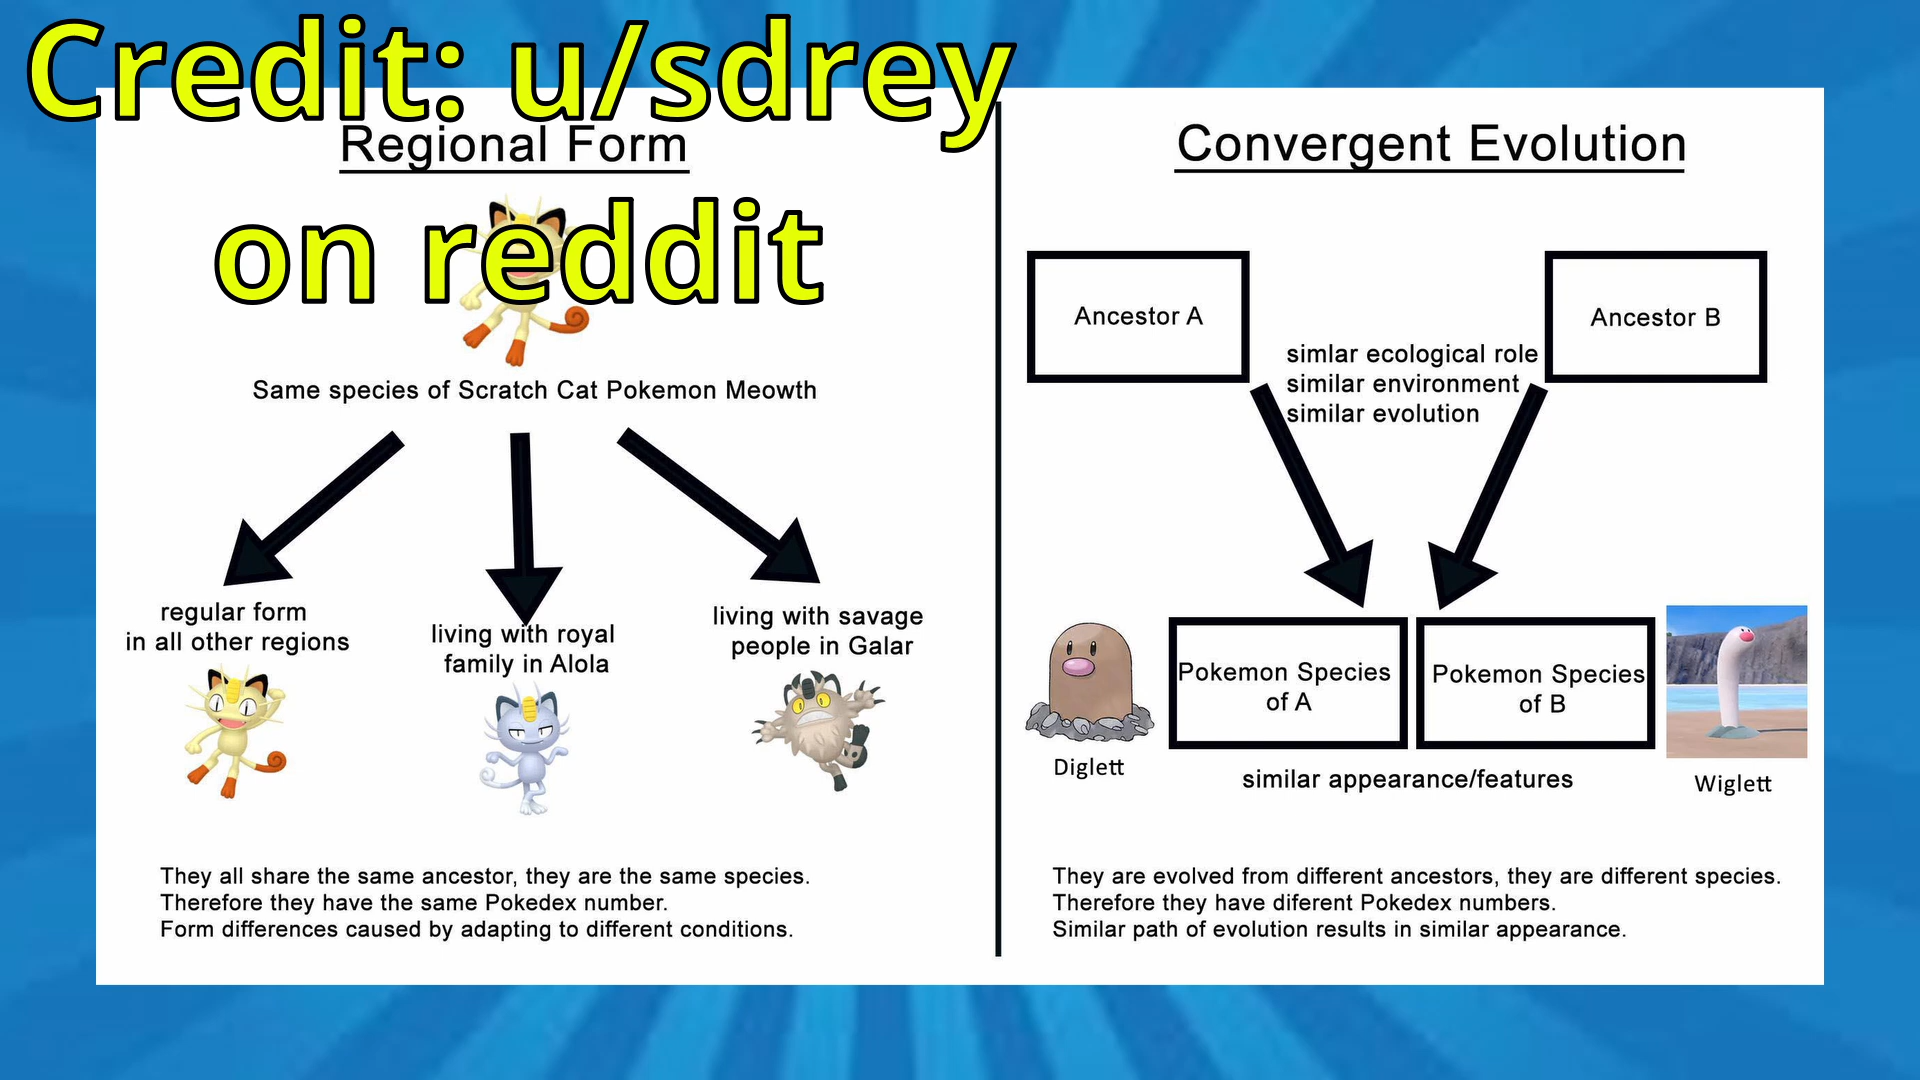 Credit: u/sdrey
on reddit
Regional Form
Same species of Scratch Cat Pokemon Meowth
regular form
in all other regions
living with royal
family in Alola
living with savage
people in Galar
They all share the same ancestor, they are the same species.
Therefore they have the same Pokedex number.
Form differences caused by adapting to different conditions.
Convergent Evolution
Ancestor A
Ancestor B
simlar ecological role
similar environment
similar evolution
Diglett
Pokemon Species
of A
Pokemon Species
of B
Wiglett
similar appearance/features
They are evolved from different ancestors, they are different species.
Therefore they have diferent Pokedex numbers.
Similar path of evolution results in similar appearance.